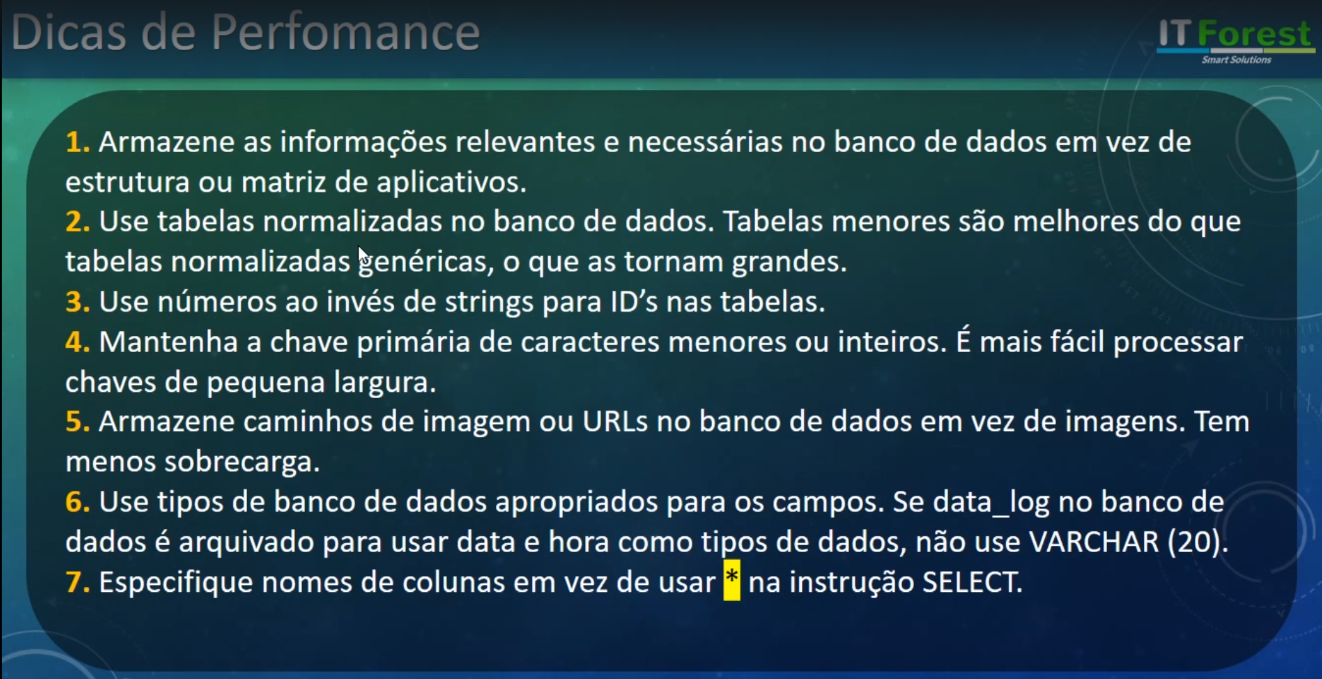 Dicas de Perfomance
IT Forest
Smart Solutions
1. Armazene as informações relevantes e necessárias no banco de dados em vez de
estrutura ou matriz de aplicativos.
2. Use tabelas normalizadas no banco de dados. Tabelas menores são melhores do que
tabelas normalizadas genéricas, o que as tornam grandes.
3. Use números ao invés de strings para ID’s nas tabelas.
4. Mantenha a chave primária de caracteres menores ou inteiros. É mais fácil processar
chaves de pequena largura.
5. Armazene caminhos de imagem ou URLs no banco de dados em vez de imagens. Tem
menos sobrecarga.
6. Use tipos de banco de dados apropriados para os campos. Se data_log no banco de
dados é arquivado para usar data e hora como tipos de dados, não use VARCHAR (20).
7. Especifique nomes de colunas em vez de usar * na instrução SELECT.